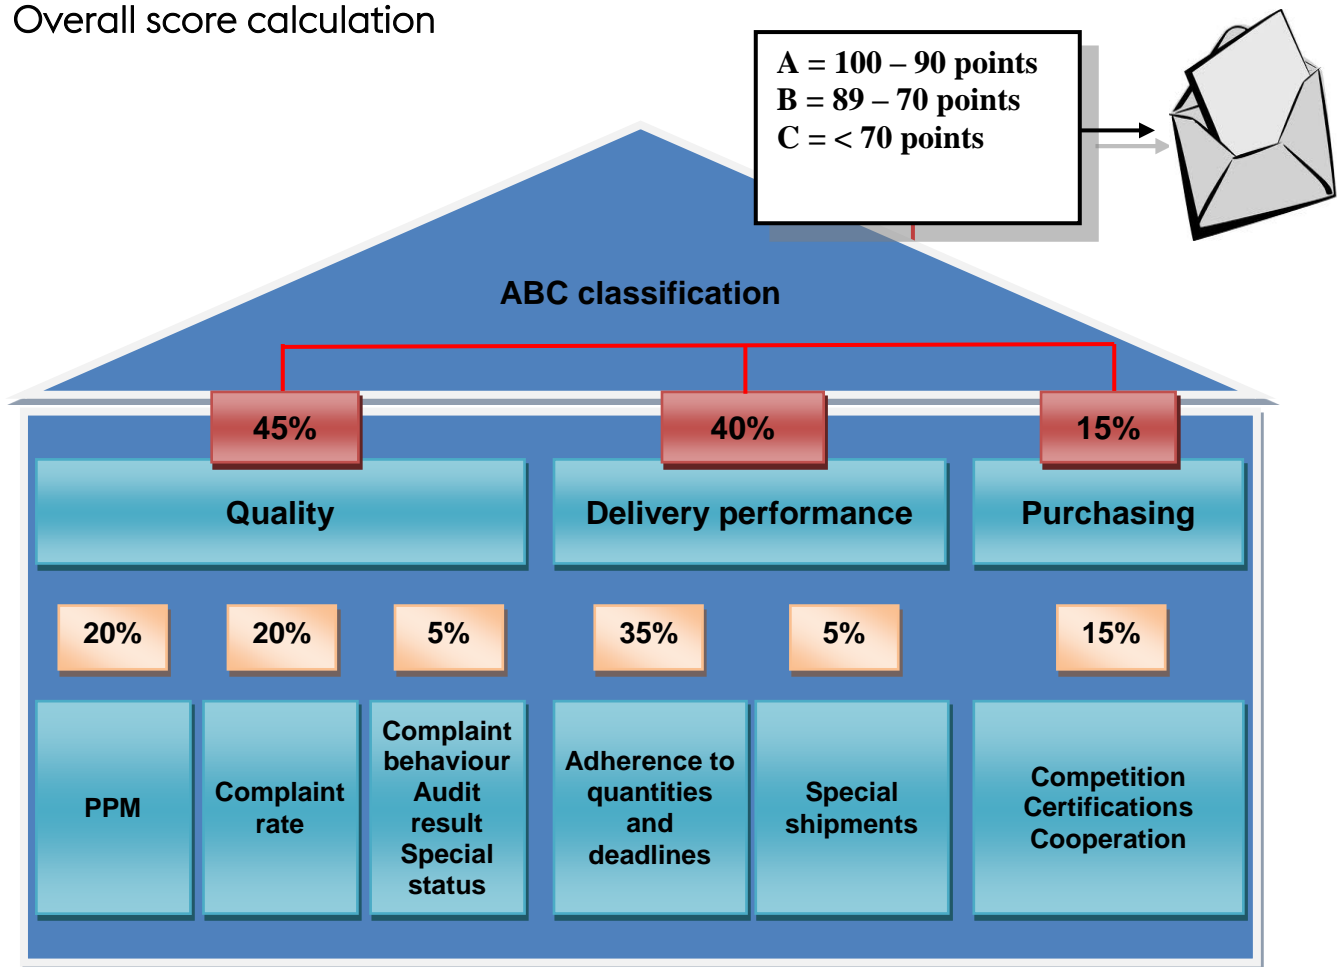 Overall score calculation
A = 100 – 90 points
B = 89 – 70 points
C = < 70 points
ABC classification
45%
40%
15%
Quality
Delivery performance
Purchasing
20%
20%
5%
35%
5%
15%
PPM
Complaint
rate
Complaint
behaviour
Audit
result
Special
status
Adherence to
quantities
and
deadlines
Special
shipments
Competition
Certifications
Cooperation